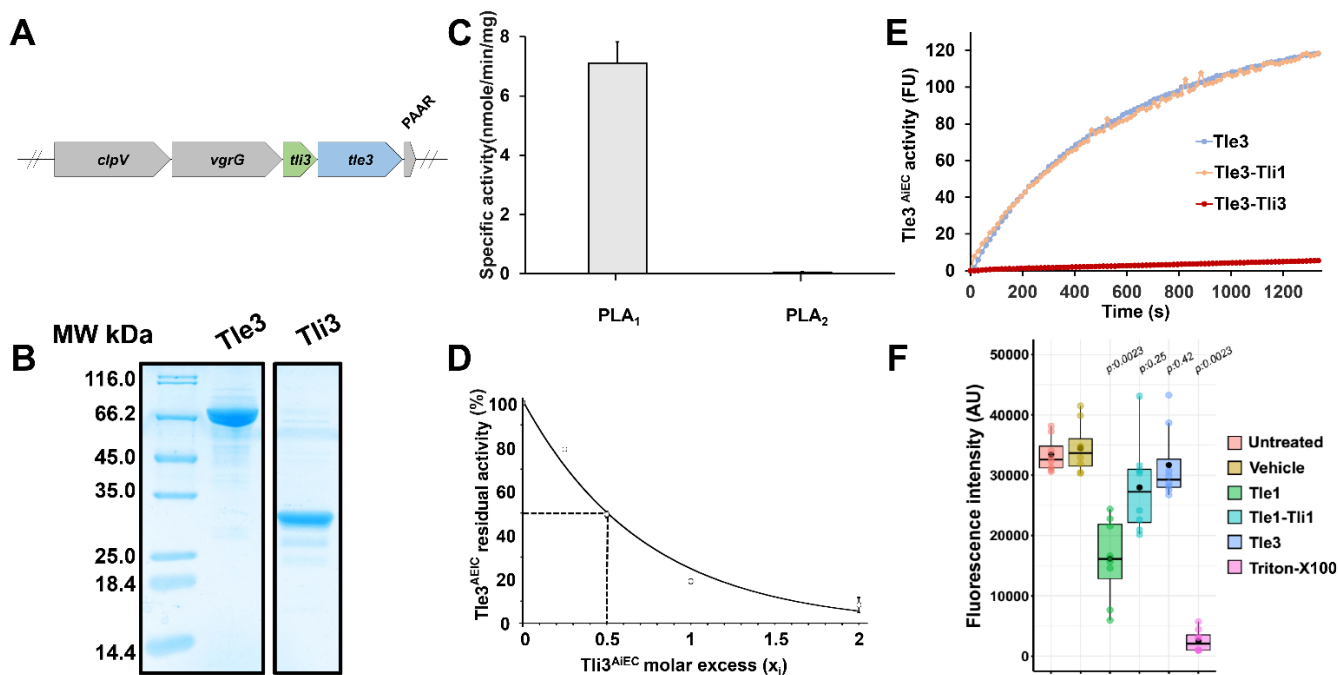 A
clpV
vgrG
tli3
tle3
PAAR
B
MW kDa
Tle3
Tli3
116.0
66.2
45.0
35.0
25.0
18.4
14.4
C
Specific activity(nmole/min/mg)
8
6
4
2
0
PLA₁
PLA₂
D
Tle3ᴬᴱᴵᶜ residual activity (%)
100
80
60
40
20
0
0
0.5
1
1.5
2
Tli3ᴬⁱᴱᶜ molar excess (xᵢ)
E
Tle3 ᴬⁱᴱᶜ activity (FU)
120
100
80
60
40
20
0
0
200
400
600
800
1000
1200
Time (s)
Tle3
Tle3-Tli1
Tle3-Tli3
F
Fluorescence intensity (AU)
50000
40000
30000
20000
10000
0
p:0.0023
p:0.25
p:0.42
p:0.0023
Untreated
Vehicle
Tle1
Tle1-Tli1
Tle3
Triton-X100